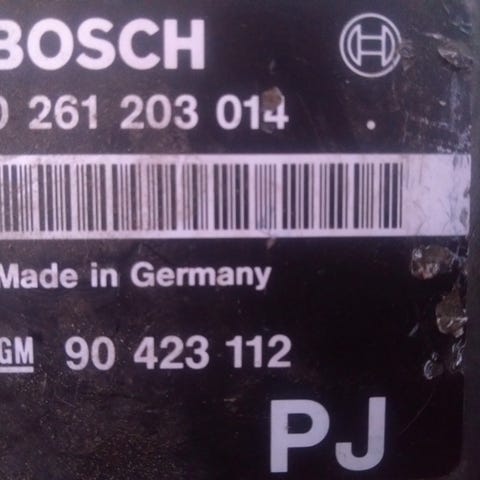 BOSCH
0 261 203 014
Made in Germany
GM 90 423 112
PJ